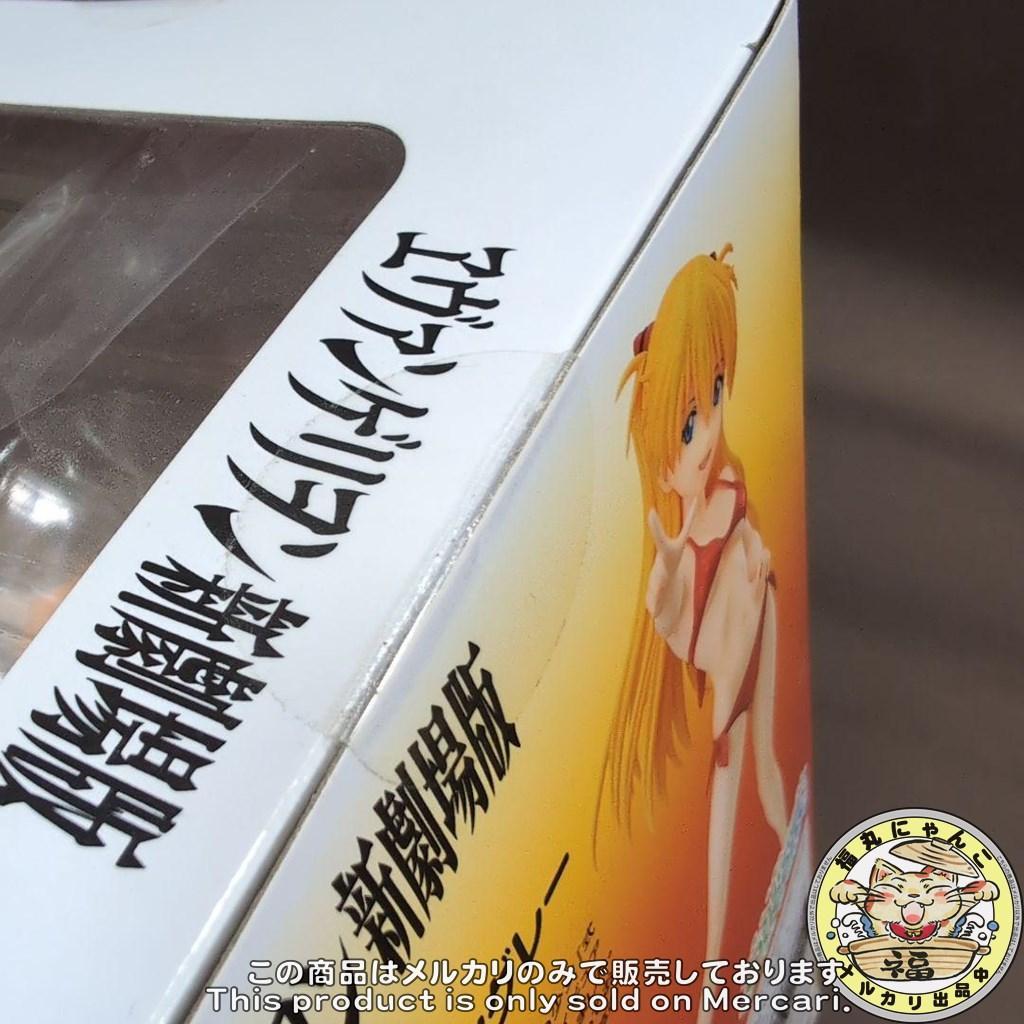 ヱヴァンゲリヲン新劇場版
ン新劇場版
この商品はメルカリのみで販売しております。
This product is only sold on Mercari.
福丸にゃんこ
福
メルカリ出品中